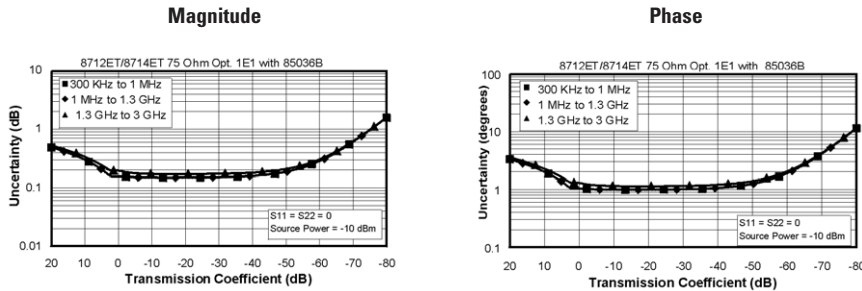 Magnitude
8712ET/8714ET 75 Ohm Opt. 1E1 with 85036B
10
1
0.1
0.01
Uncertainty (dB)
300 KHz to 1 MHz
1 MHz to 1.3 GHz
1.3 GHz to 3 GHz
S11 = S22 = 0
Source Power = -10 dBm
20 10 0 -10 -20 -30 -40 -50 -60 -70 -80
Transmission Coefficient (dB)
Phase
8712ET/8714ET 75 Ohm Opt. 1E1 with 85036B
100
10
1
0.1
Uncertainty (degrees)
300 KHz to 1 MHz
1 MHz to 1.3 GHz
1.3 GHz to 3 GHz
S11 = S22 = 0
Source Power = -10 dBm
20 10 0 -10 -20 -30 -40 -50 -60 -70 -80
Transmission Coefficient (dB)